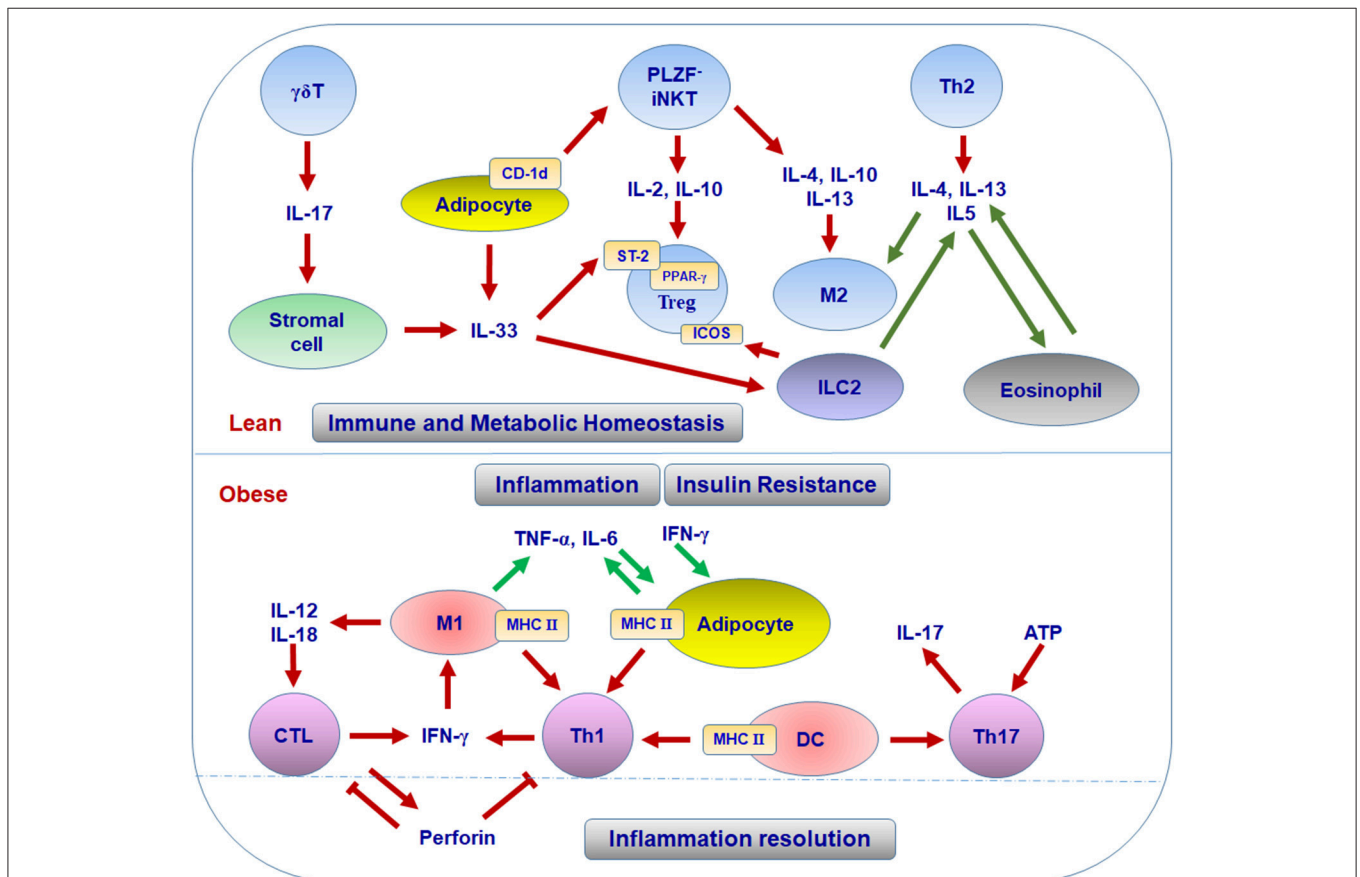 γδT
PLZF-
iNKT
Th2
CD-1d
Adipocyte
IL-17
IL-2, IL-10
IL-4, IL-10
IL-13
IL-4, IL-13
IL5
ST-2
PPAR-γ
Treg
ICOS
M2
Stromal
cell
IL-33
ILC2
Eosinophil
Lean
Immune and Metabolic Homeostasis
Obese
Inflammation
Insulin Resistance
TNF-α, IL-6
IFN-γ
IL-12
IL-18
M1
MHC II
MHC II
Adipocyte
IL-17
ATP
CTL
IFN-γ
Th1
MHC II
DC
Th17
Perforin
Inflammation resolution